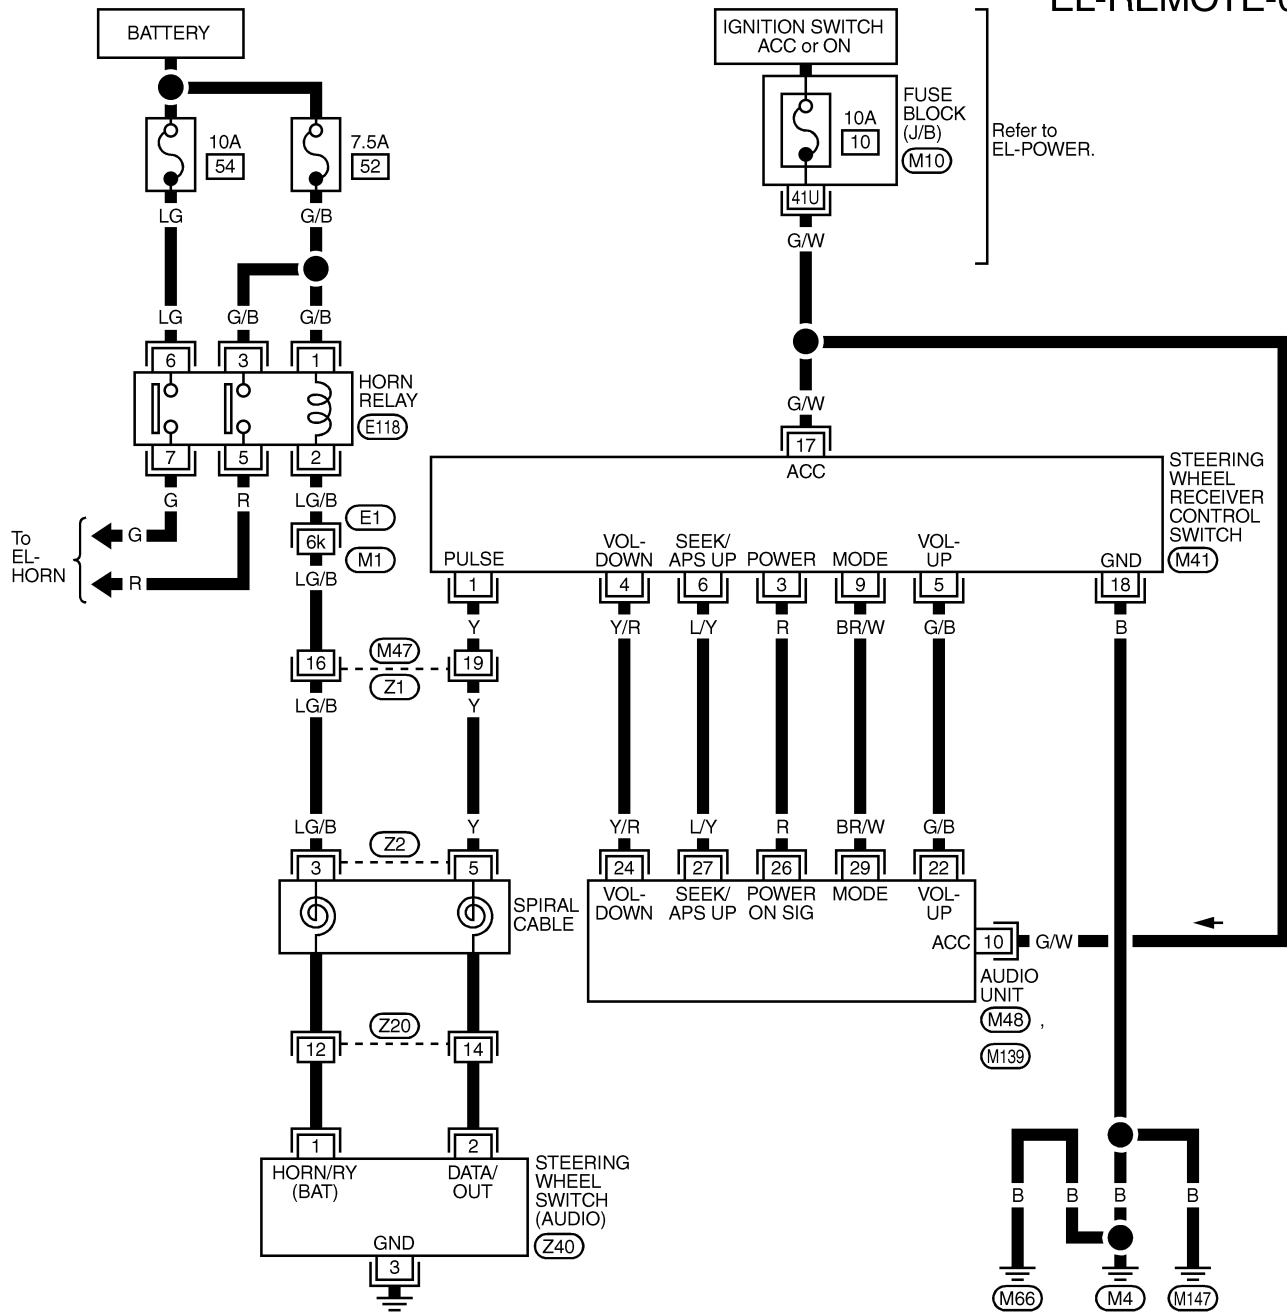 EL-REMOTE-
BATTERY
IGNITION SWITCH
ACC or ON
FUSE
BLOCK
(J/B)
M10
10A
10
Refer to
EL-POWER.
10A
54
7.5A
52
41U
LG
G/B
G/W
LG
G/B
G/B
6
3
1
HORN
RELAY
E118
G/W
7
5
2
17
ACC
STEERING
WHEEL
RECEIVER
CONTROL
SWITCH
M41
G
R
LG/B
E1
To
EL-
HORN
G
6k
M1
R
LG/B
PULSE
VOL-
DOWN
SEEK/
APS UP
POWER
MODE
VOL-
UP
GND
1
4
6
3
9
5
18
Y
Y/R
L/Y
R
BR/W
G/B
B
16
M47
Z1
19
LG/B
Y
LG/B
Y
Y/R
L/Y
R
BR/W
G/B
Z2
3
5
24
27
26
29
22
SPIRAL
CABLE
VOL-
DOWN
SEEK/
APS UP
POWER
ON SIG
MODE
VOL-
UP
ACC
10
G/W
AUDIO
UNIT
M48 ,
M139
Z20
12
14
1
2
HORN/RY
(BAT)
DATA/
OUT
STEERING
WHEEL
SWITCH
(AUDIO)
Z40
GND
3
B
B
B
B
M66
M4
M147